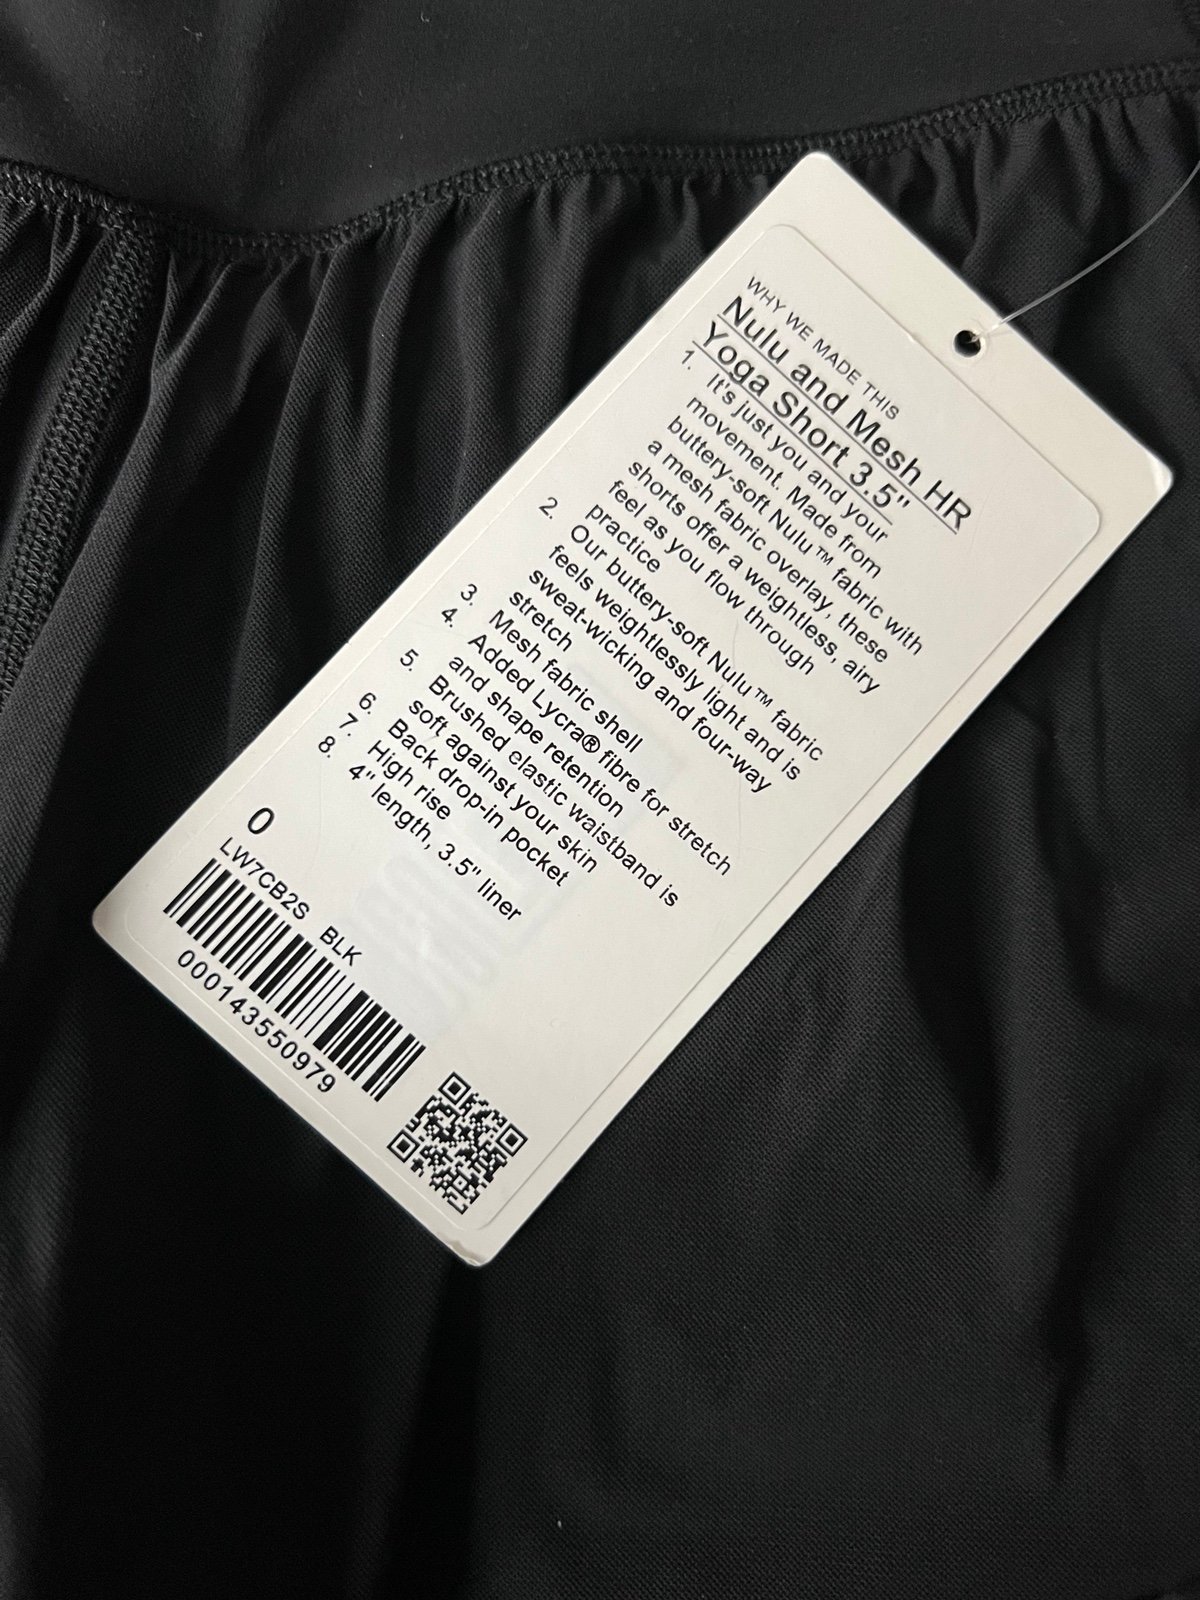 WHY WE MADE THIS
Nulu and Mesh HR
Yoga Short 3.5"
1. It's just you and your
movement. Made from
buttery-soft Nulu™ fabric with
a mesh fabric overlay, these
shorts offer a weightless, airy
feel as you flow through
practice
2. Our buttery-soft Nulu™ fabric
feels weightlessly light and is
sweat-wicking and four-way
stretch
3. Mesh fabric shell
4. Added Lycra® fibre for stretch
and shape retention
5. Brushed elastic waistband is
soft against your skin
6. Back drop-in pocket
7. High rise
8. 4" length, 3.5" liner
0
LW7CB2S BLK
000143550979